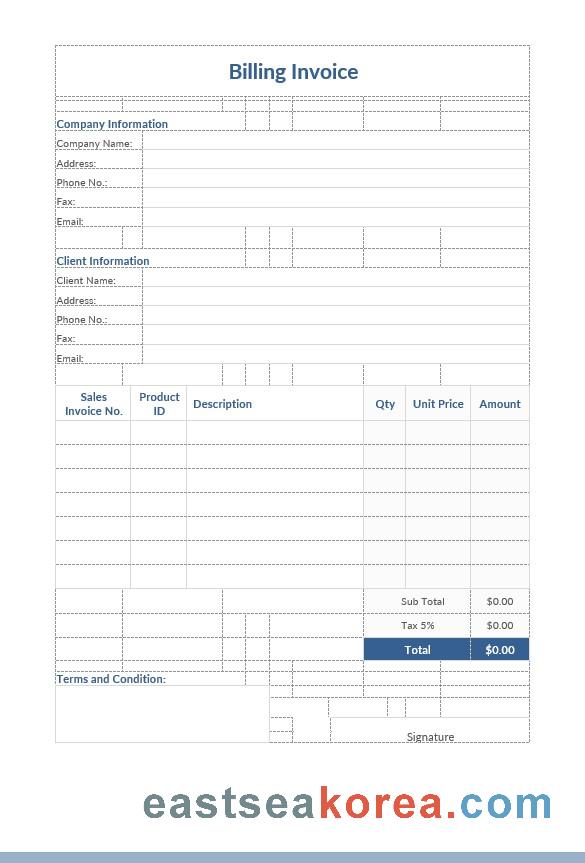 Billing Invoice
Company Information
Company Name:
Address:
Phone No.:
Fax:
Email:
Client Information
Client Name:
Address:
Phone No.:
Fax:
Email:
Sales Invoice No. Product ID Description Qty Unit Price Amount
Sub Total $0.00
Tax 5% $0.00
Total $0.00
Terms and Condition:
Signature
eastseakorea.com